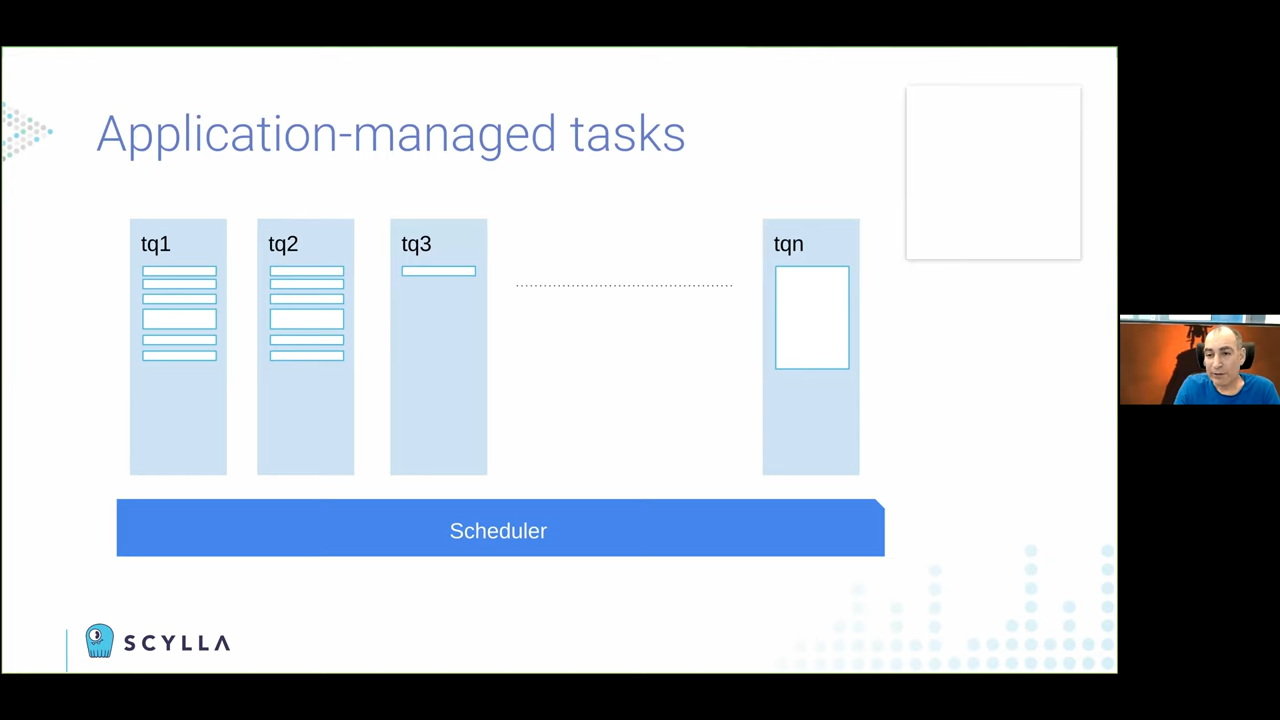 Application-managed tasks
tq1
tq2
tq3
tqn
Scheduler
SCYLLA